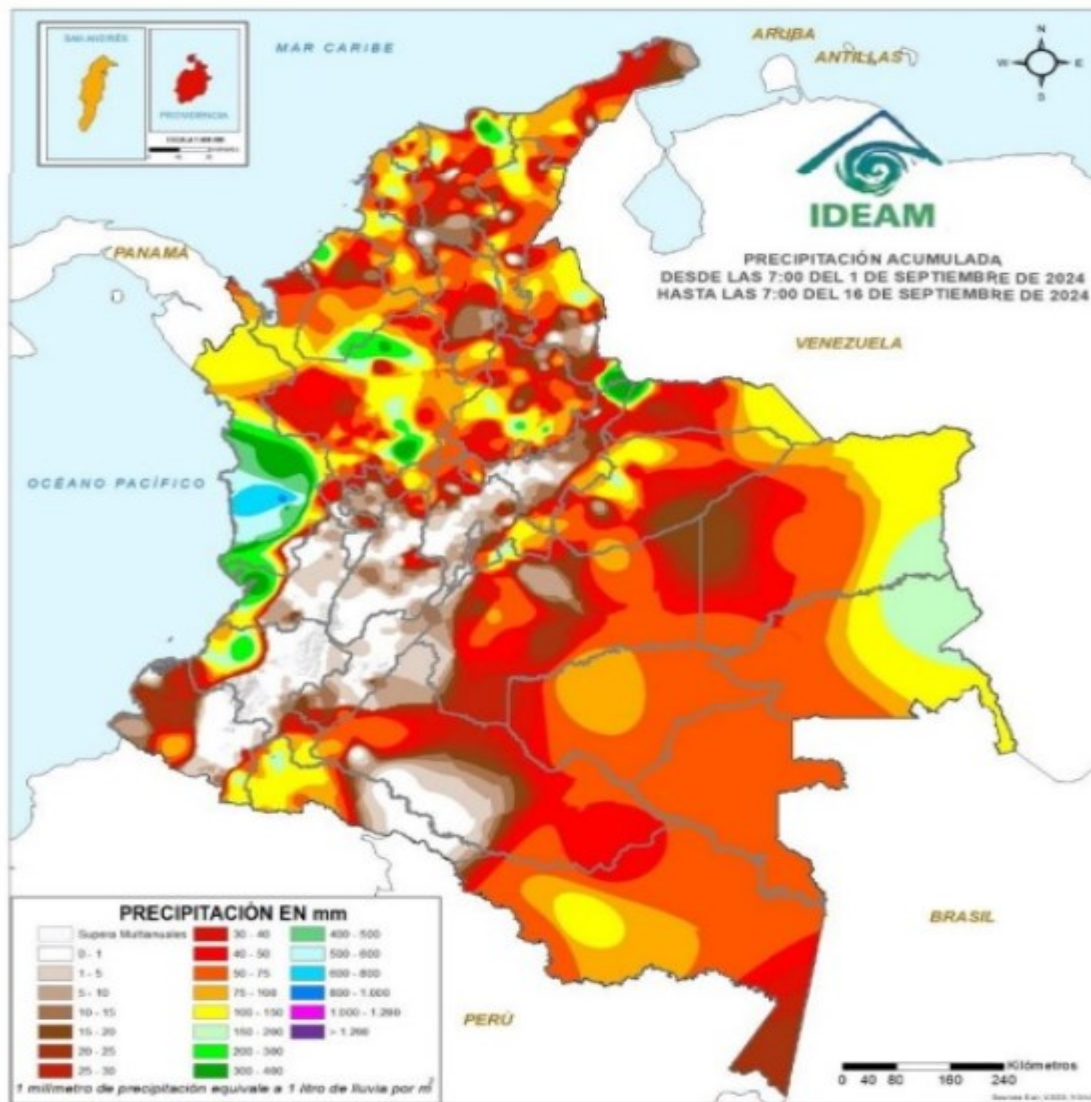 SAN ANDRÉS
PROVIDENCIA
MAR CARIBE
ARUBA
ANTILLAS
N
W E
S
IDEAM
PRECIPITACIÓN ACUMULADA
DESDE LAS 7:00 DEL 1 DE SEPTIEMBRE DE 2024
HASTA LAS 7:00 DEL 16 DE SEPTIEMBRE DE 2024
PANAMÁ
VENEZUELA
OCÉANO PACÍFICO
BRASIL
PERÚ
PRECIPITACIÓN EN mm
Supera Multianuales
0 - 1
1 - 5
5 - 10
10 - 15
15 - 20
20 - 25
25 - 30
30 - 40
40 - 50
50 - 75
75 - 100
100 - 150
150 - 200
200 - 300
300 - 400
400 - 500
500 - 600
600 - 800
800 - 1.000
1.000 - 1.200
> 1.200
1 milímetro de precipitación equivale a 1 litro de lluvia por m²
Kilómetros
0 40 80 160 240